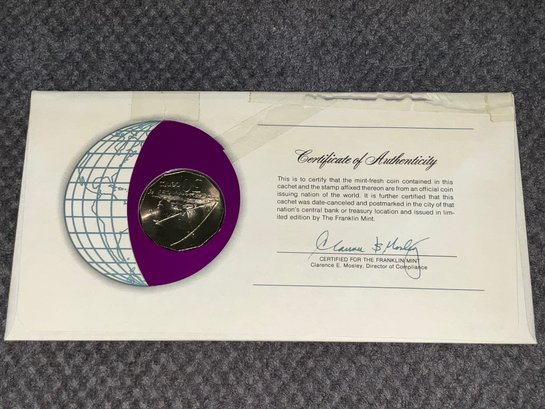 Certificate of Authenticity
This is to certify that the mint-fresh coin contained in this
cachet and the stamp affixed thereon are from an official coin
issuing nation of the world. It is further certified that this
cachet was date-canceled and postmarked in the city of that
nation's central bank or treasury location and issued in lim-
ited edition by The Franklin Mint.
CERTIFIED FOR THE FRANKLIN MINT
Clarence E. Mosley, Director of Compliance